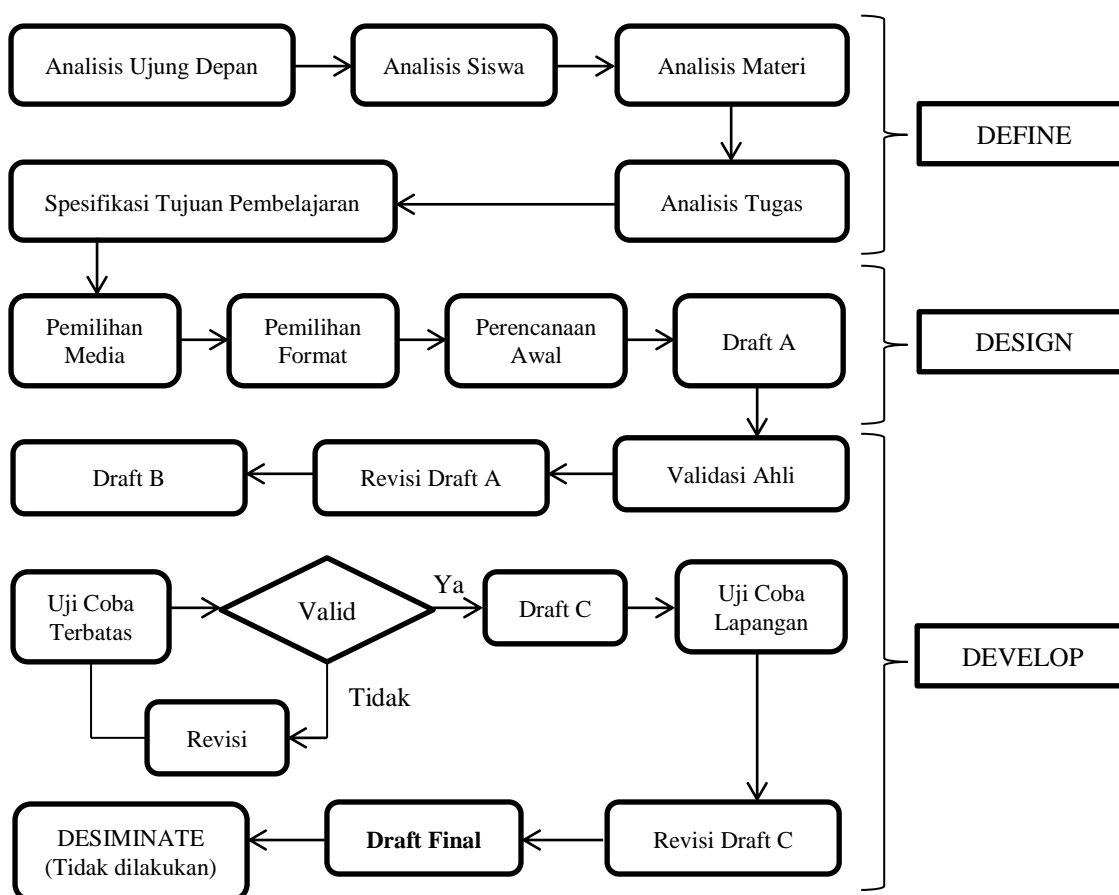 Analisis Ujung Depan
Analisis Siswa
Analisis Materi
DEFINE
Spesifikasi Tujuan Pembelajaran
Analisis Tugas
Pemilihan
Media
Pemilihan
Format
Perencanaan
Awal
Draft A
DESIGN
Draft B
Revisi Draft A
Validasi Ahli
Uji Coba
Terbatas
Valid
Ya
Draft C
Uji Coba
Lapangan
DEVELOP
Tidak
Revisi
DESIMINATE
(Tidak dilakukan)
Draft Final
Revisi Draft C